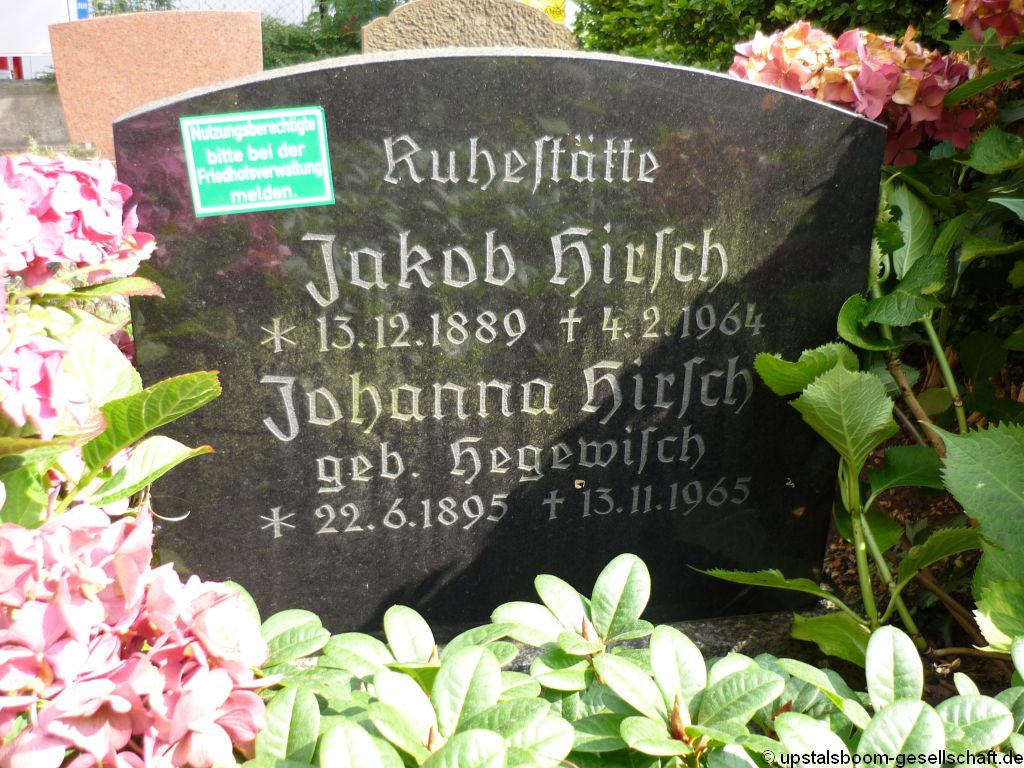 Nutzungsberechtigte
bitte bei der
Friedhofsverwaltung
melden.
Ruheſtätte
Jakob Hirſch
* 13.12.1889 † 4.2.1964
Johanna Hirſch
geb. Hegewiſch
* 22.6.1895 † 13.11.1965
© upstalsboom-gesellschaft.de